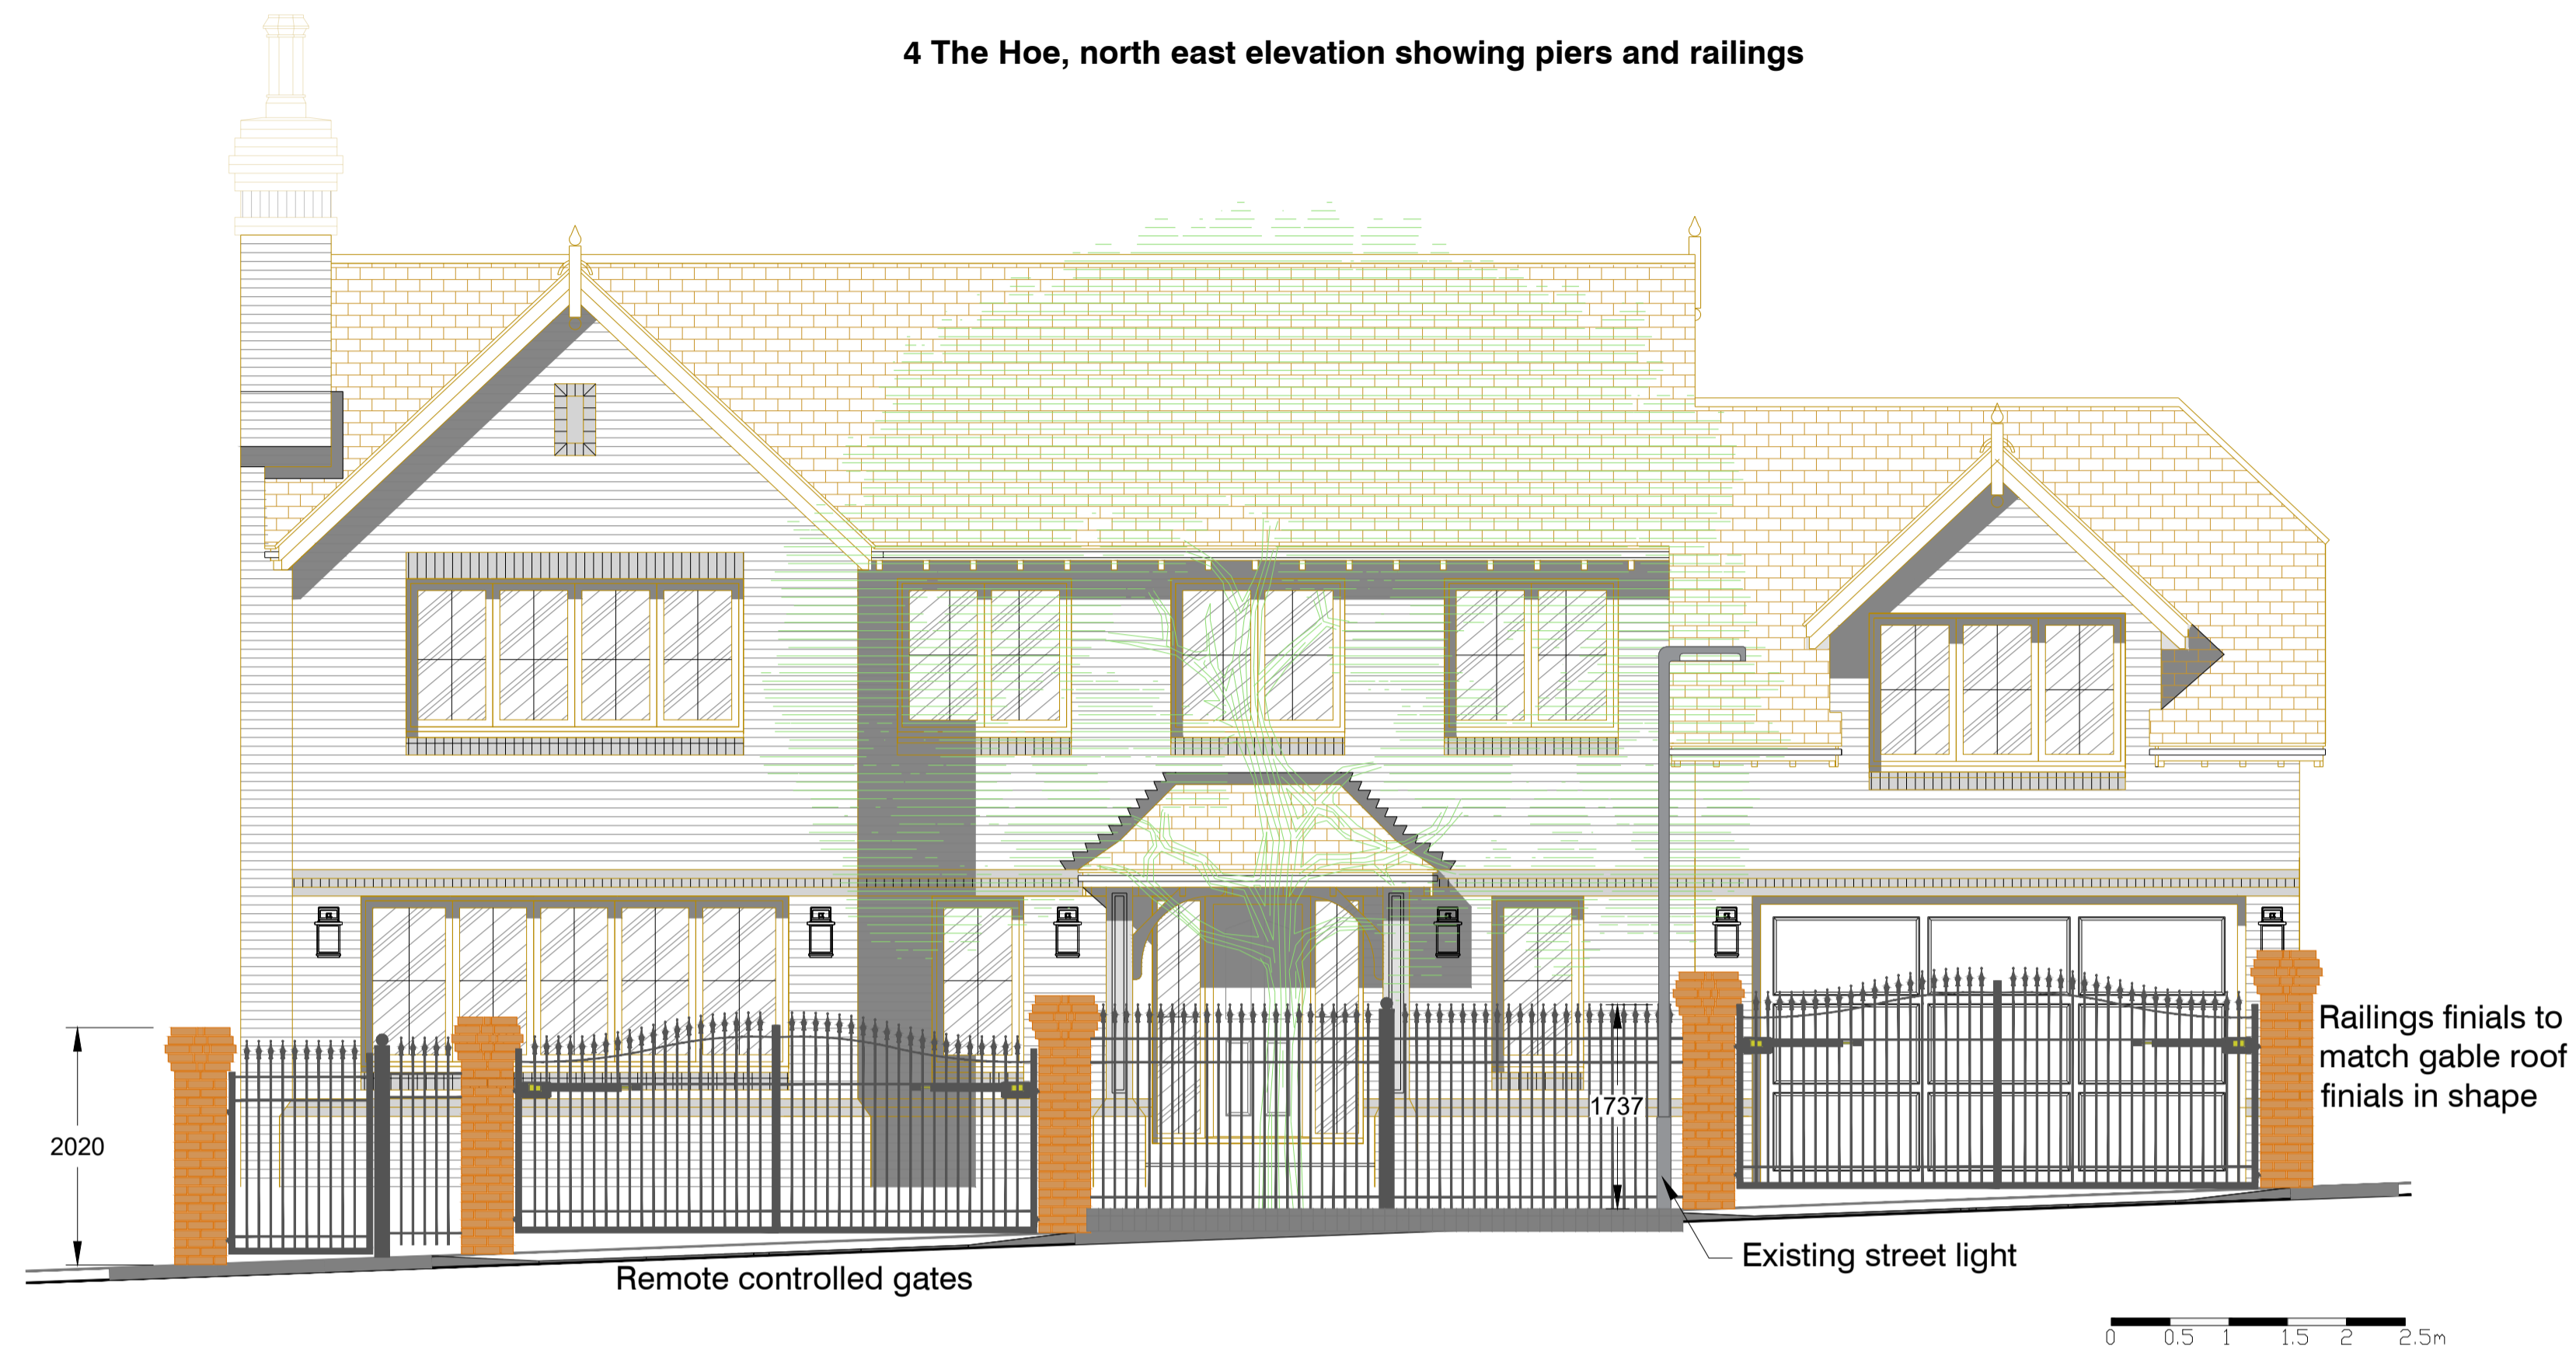 4 The Hoe, north east elevation showing piers and railings
Railings finials to
match gable roof
finials in shape
1737
2020
Existing street light
Remote controlled gates
0 0.5 1 1.5 2 2.5m